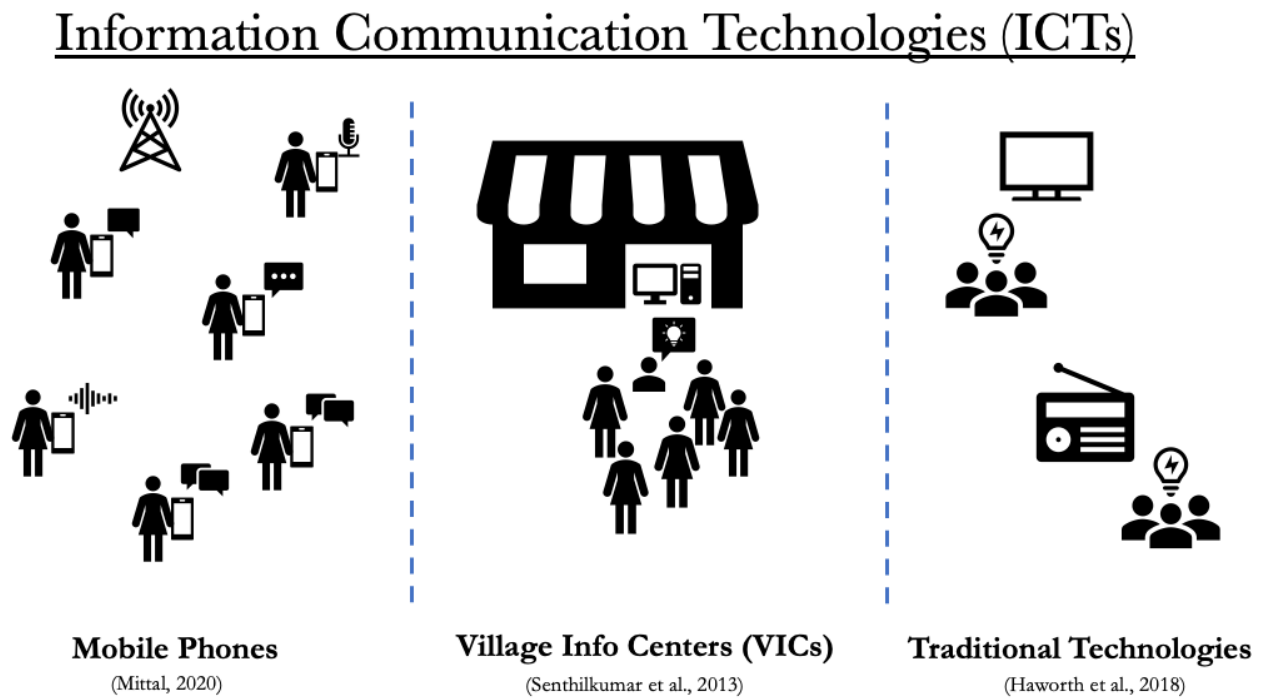 Information Communication Technologies (ICTs)
Mobile Phones
(Mittal, 2020)
Village Info Centers (VICs)
(Senthilkumar et al., 2013)
Traditional Technologies
(Haworth et al., 2018)